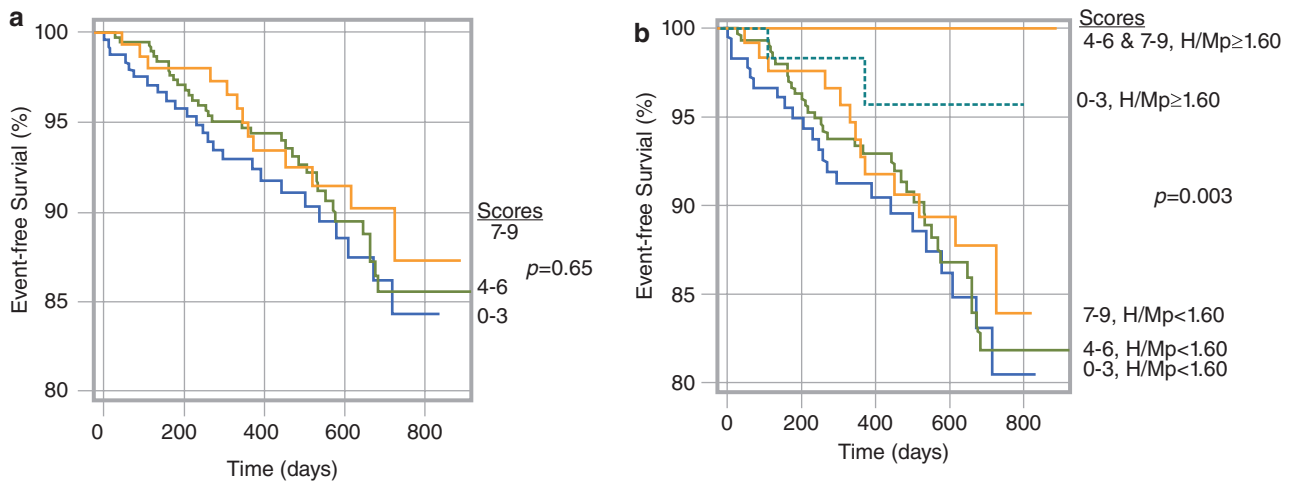 a
Event-free Survial (%)
100
95
90
85
80
0 200 400 600 800
Time (days)
Scores
7-9
p=0.65
4-6
0-3
b
Event-free Survial (%)
100
95
90
85
80
0 200 400 600 800
Time (days)
Scores
4-6 & 7-9, H/Mp≥1.60
0-3, H/Mp≥1.60
p=0.003
7-9, H/Mp<1.60
4-6, H/Mp<1.60
0-3, H/Mp<1.60